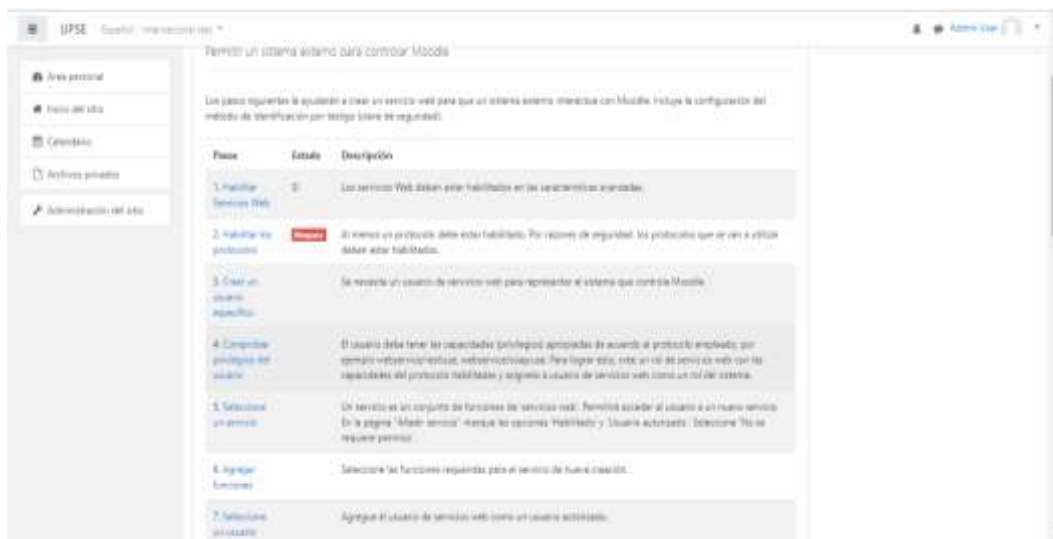 UPSE Español - Internacional (es)
Admin User
Permitir un sistema externo para controlar Moodle
Área personal
Inicio del sitio
Calendario
Archivos privados
Administración del sitio
Los pasos siguientes le ayudarán a crear un servicio web para que un sistema externo interactúe con Moodle. Incluye la configuración del
método de identificación por testigo (clave de seguridad).
Paso Estado Descripción
1. Habilitar
Servicios Web
Sí
Los servicios Web deben estar habilitados en las características avanzadas.
2. Habilitar los
protocolos
Ninguno
Al menos un protocolo debe estar habilitado. Por razones de seguridad, los protocolos que se van a utilizar
deben estar habilitados.
3. Crear un
usuario
específico
Se necesita un usuario de servicios web para representar el sistema que controla Moodle.
4. Comprobar
privilegios del
usuario
El usuario debe tener las capacidades (privilegios) apropiadas de acuerdo al protocolo empleado, por
ejemplo webservice/rest:use, webservice/soap:use. Para lograr esto, cree un rol de servicios web con las
capacidades del protocolo habilitadas y asígnelo a usuario de servicios web como un rol del sistema.
5. Seleccione
un servicio
Un servicio es un conjunto de funciones de 'servicios web'. Permitirá acceder al usuario a un nuevo servicio.
En la página "Añadir servicio" marque las opciones 'Habilitado' y 'Usuario autorizado'. Seleccione 'No se
requiere permiso'.
6. Agregar
funciones
Seleccione las funciones requeridas para el servicio de nueva creación.
7. Seleccione
un usuario
Agregue el usuario de servicios web como un usuario autorizado.